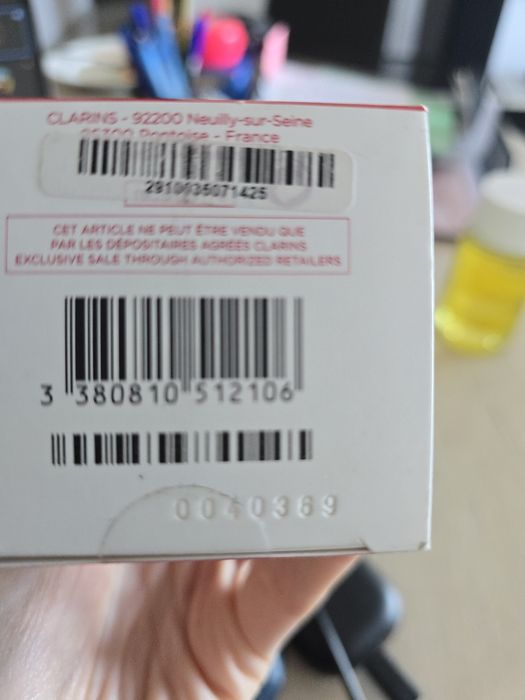 CLARINS - 92200 Neuilly-sur-Seine
95300 Pontoise - France
2910035071425
CET ARTICLE NE PEUT ÊTRE VENDU QUE
PAR LES DÉPOSITAIRES AGRÉÉS CLARINS
EXCLUSIVE SALE THROUGH AUTHORIZED RETAILERS
3 380810 512106
0040369